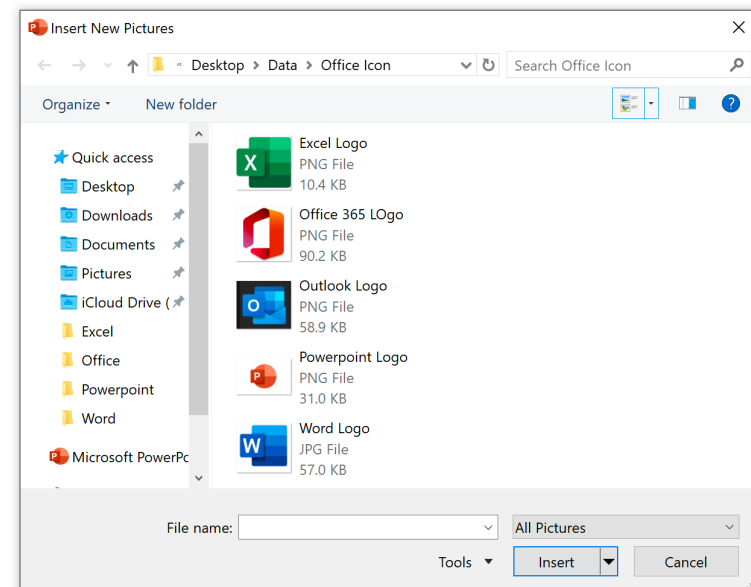 Insert New Pictures
« Desktop > Data > Office Icon
Search Office Icon
Organize
New folder
?
Quick access
Desktop
Downloads
Documents
Pictures
iCloud Drive (
Excel
Office
Powerpoint
Word
Microsoft PowerPo
Excel Logo
PNG File
10.4 KB
Office 365 LOgo
PNG File
90.2 KB
Outlook Logo
PNG File
58.9 KB
Powerpoint Logo
PNG File
31.0 KB
Word Logo
JPG File
57.0 KB
File name:
All Pictures
Tools
Insert
Cancel